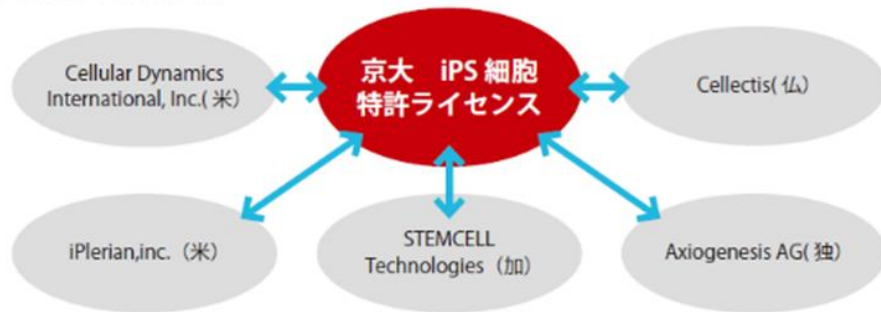 京大　iPS 細胞
特許ライセンス
Cellular Dynamics
International, Inc.( 米)
Cellectis( 仏)
iPlerian,inc.（米）
STEMCELL
Technologies（加）
Axiogenesis AG( 独）